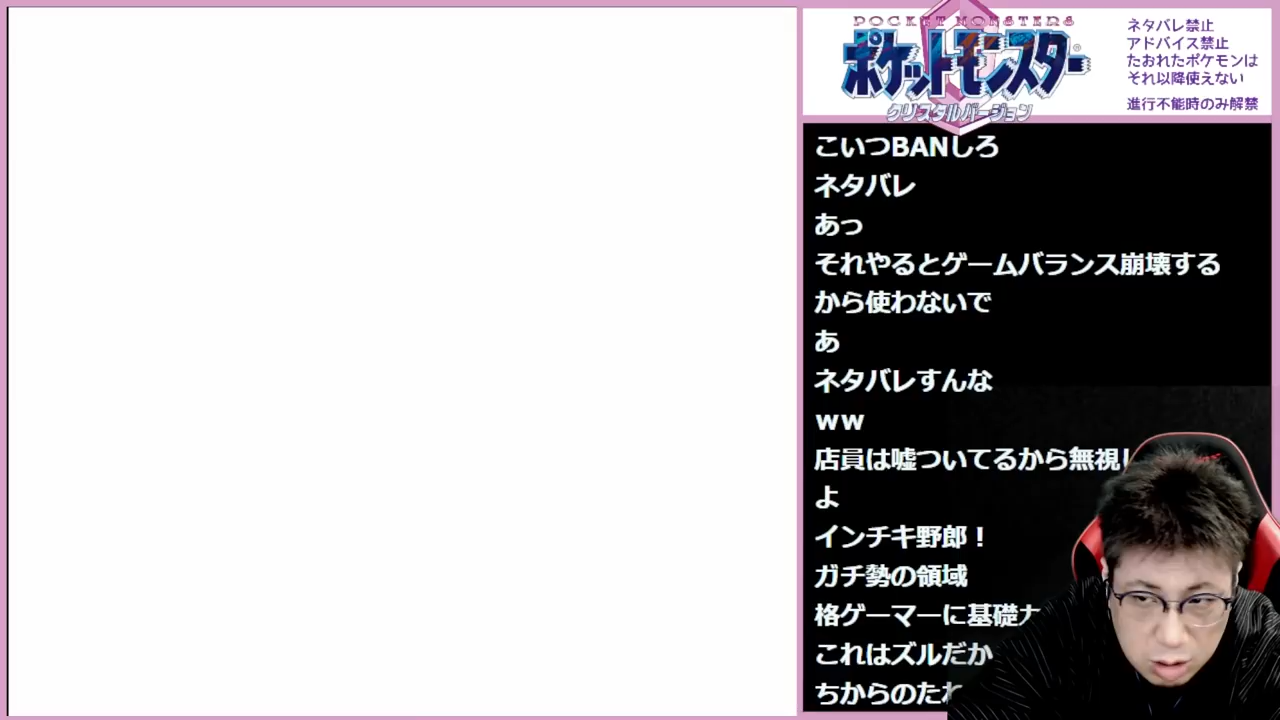 POCKET MONSTERS
ポケットモンスター
クリスタルバージョン
ネタバレ禁止
アドバイス禁止
たおれたポケモンは
それ以降使えない
進行不能時のみ解禁
こいつBANしろ
ネタバレ
あっ
それやるとゲームバランス崩壊する
から使わないで
あ
ネタバレすんな
ww
店員は嘘ついてるから無視し
よ
インチキ野郎！
ガチ勢の領域
格ゲーマーに基礎ナ
これはズルだか
ちからのたね